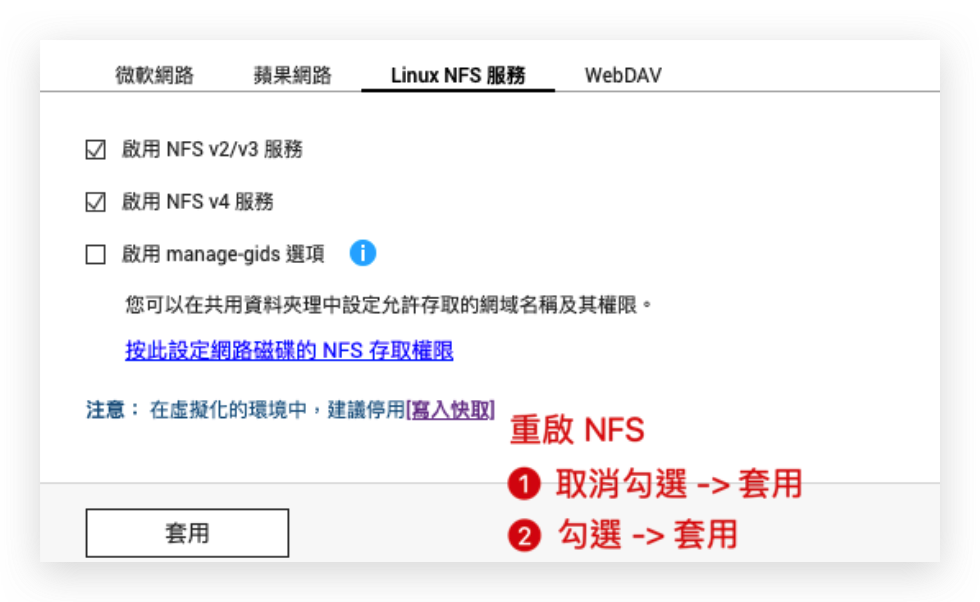 微軟網路 蘋果網路 Linux NFS 服務 WebDAV
啟用 NFS v2/v3 服務
啟用 NFS v4 服務
啟用 manage-gids 選項 i
您可以在共用資料夾理中設定允許存取的網域名稱及其權限。
按此設定網路磁碟的 NFS 存取權限
注意： 在虛擬化的環境中，建議停用[寫入快取]
重啟 NFS
1 取消勾選 -> 套用
2 勾選 -> 套用
套用